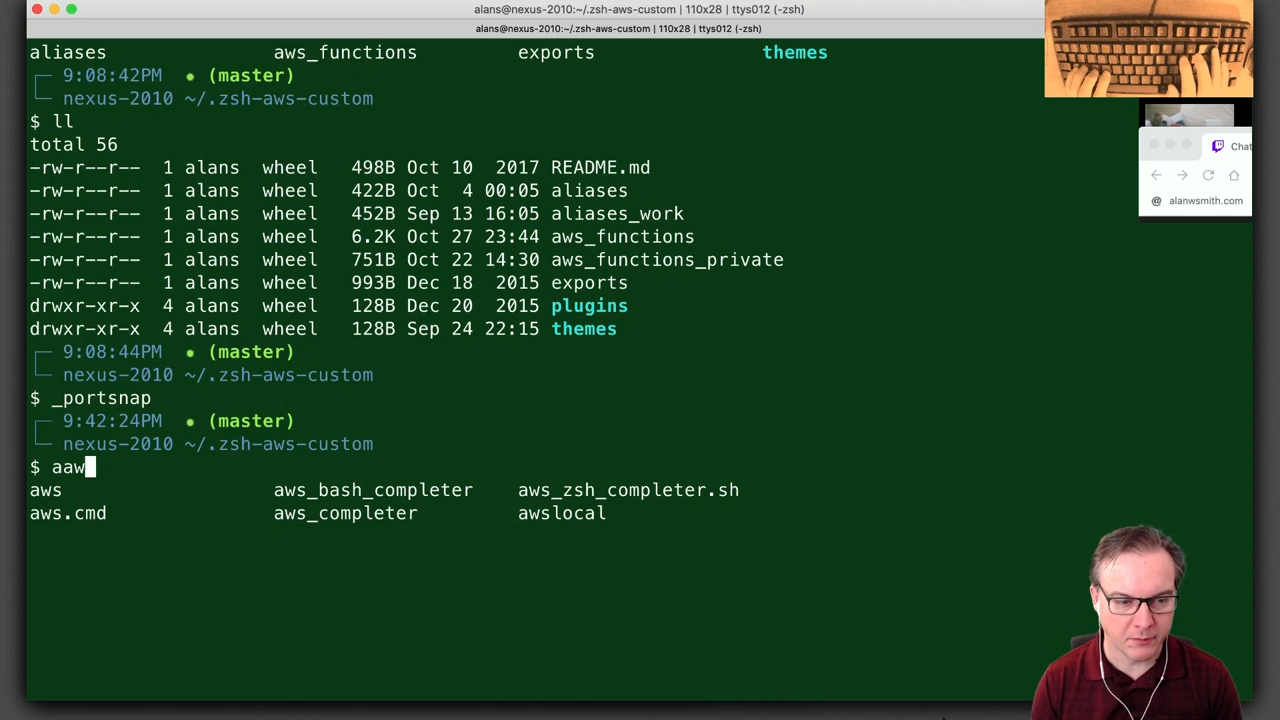 alans@nexus-2010:~/.zsh-aws-custom | 110x28 | ttys012 (-zsh)
alans@nexus-2010:~/.zsh-aws-custom | 110x28 | ttys012 (-zsh)
aliases aws_functions exports themes
9:08:42PM (master)
nexus-2010 ~/.zsh-aws-custom
$ ll
total 56
-rw-r--r-- 1 alans wheel 498B Oct 10 2017 README.md
-rw-r--r-- 1 alans wheel 422B Oct 4 00:05 aliases
-rw-r--r-- 1 alans wheel 452B Sep 13 16:05 aliases_work
-rw-r--r-- 1 alans wheel 6.2K Oct 27 23:44 aws_functions
-rw-r--r-- 1 alans wheel 751B Oct 22 14:30 aws_functions_private
-rw-r--r-- 1 alans wheel 993B Dec 18 2015 exports
drwxr-xr-x 4 alans wheel 128B Dec 20 2015 plugins
drwxr-xr-x 4 alans wheel 128B Sep 24 22:15 themes
9:08:44PM (master)
nexus-2010 ~/.zsh-aws-custom
$ _portsnap
9:42:24PM (master)
nexus-2010 ~/.zsh-aws-custom
$ aaw
aws aws_bash_completer aws_zsh_completer.sh
aws.cmd aws_completer awslocal
Chat
@ alanwsmith.com